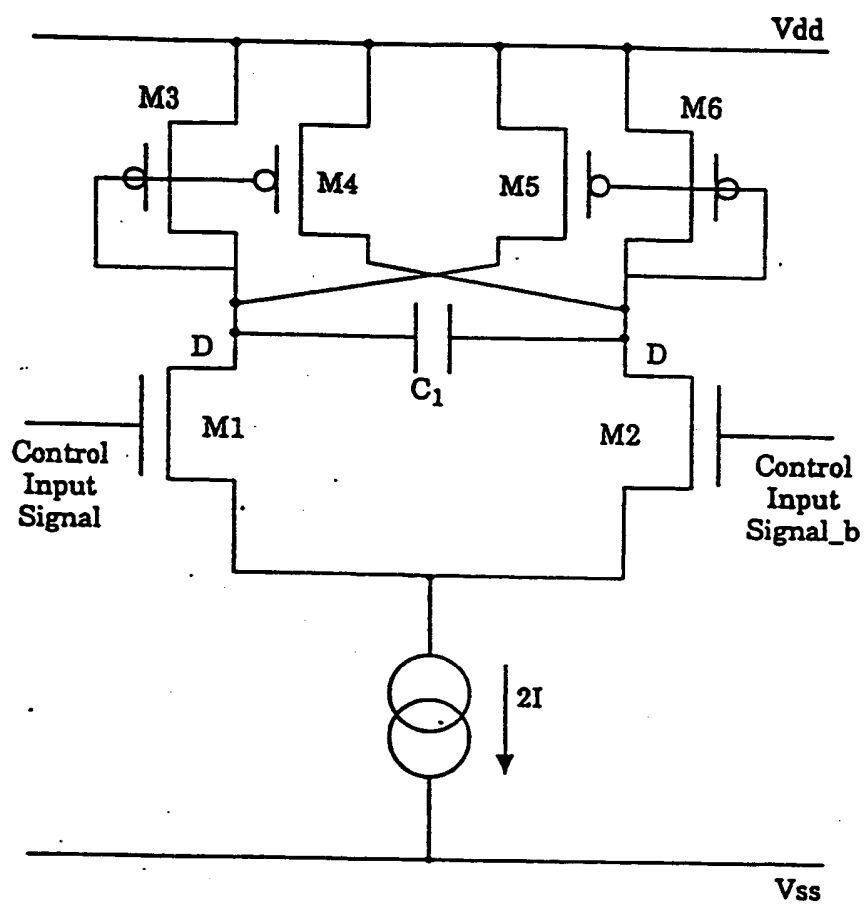 Vdd
M3
M6
M4
M5
D
D
C1
M1
M2
Control
Input
Signal
Control
Input
Signal_b
2I
Vss